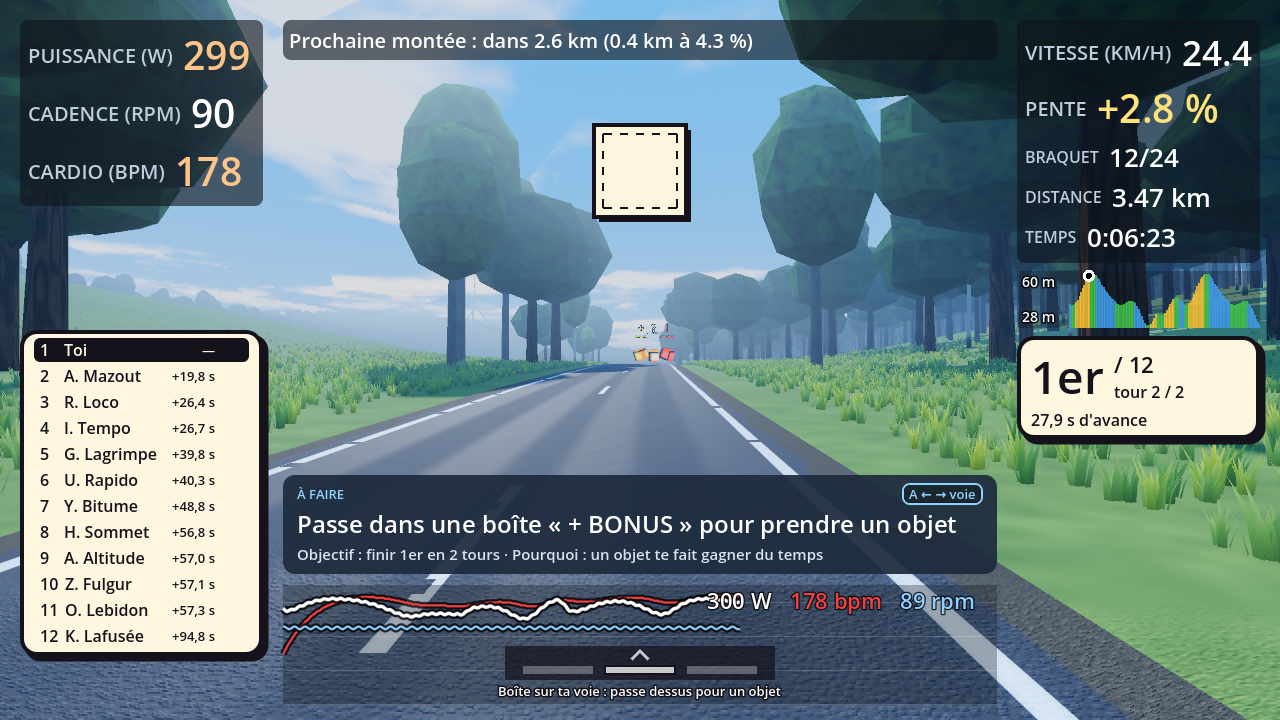 PUISSANCE (W) 299
CADENCE (RPM) 90
CARDIO (BPM) 178
Prochaine montée : dans 2.6 km (0.4 km à 4.3 %)
VITESSE (KM/H) 24.4
PENTE +2.8 %
BRAQUET 12/24
DISTANCE 3.47 km
TEMPS 0:06:23
60 m
28 m
1er / 12
tour 2 / 2
27,9 s d'avance
1 Toi —
2 A. Mazout +19,8 s
3 R. Loco +26,4 s
4 I. Tempo +26,7 s
5 G. Lagrimpe +39,8 s
6 U. Rapido +40,3 s
7 Y. Bitume +48,8 s
8 H. Sommet +56,8 s
9 A. Altitude +57,0 s
10 Z. Fulgur +57,1 s
11 O. Lebidon +57,3 s
12 K. Lafusée +94,8 s
À FAIRE
A ← → voie
Passe dans une boîte « + BONUS » pour prendre un objet
Objectif : finir 1er en 2 tours · Pourquoi : un objet te fait gagner du temps
300 W 178 bpm 89 rpm
Boîte sur ta voie : passe dessus pour un objet